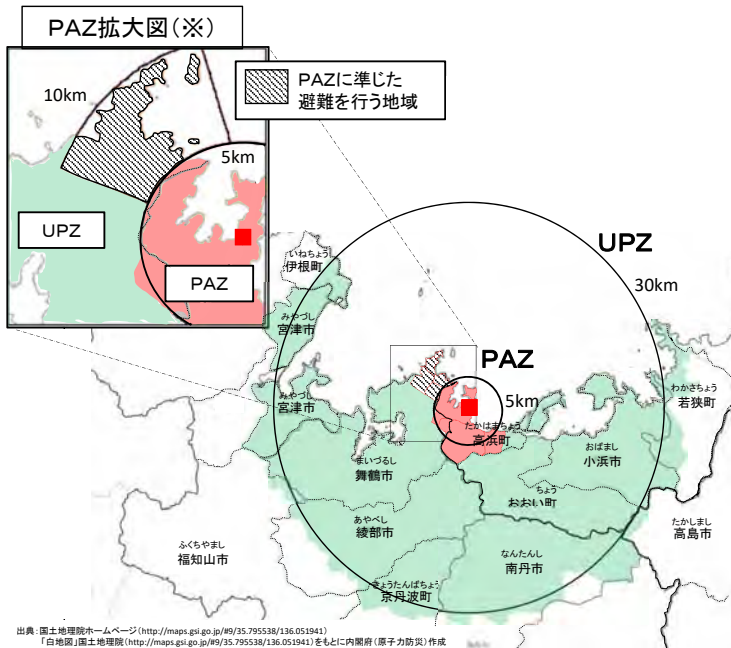 PAZ拡大図(※)
PAZに準じた
避難を行う地域
10km
5km
UPZ
PAZ
UPZ
30km
PAZ
5km
いねちょう
伊根町
みやづし
宮津市
みやづし
宮津市
わかさちょう
若狭町
たかはまちょう
高浜町
おばまし
小浜市
まいづるし
舞鶴市
ちょう
おおい町
あやべし
綾部市
たかしまし
高島市
ふくちやまし
福知山市
なんたんし
南丹市
きょうたんばちょう
京丹波町
出典:国土地理院ホームページ(http://maps.gsi.go.jp/#9/35.795538/136.051941)
「白地図」国土地理院(http://maps.gsi.go.jp/#9/35.795538/136.051941)をもとに内閣府(原子力防災)作成